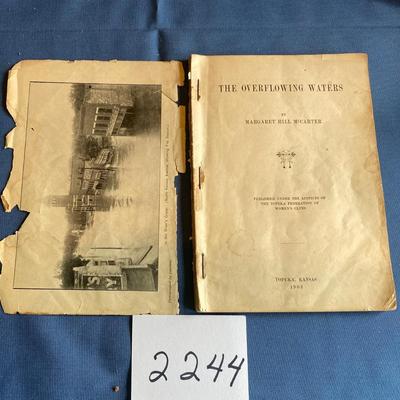 THE OVERFLOWING WATERS
BY
MARGARET HILL McCARTER
PUBLISHED UNDER THE AUSPICES OF
THE TOPEKA FEDERATION OF
WOMEN'S CLUBS
TOPEKA, KANSAS
1903
2244